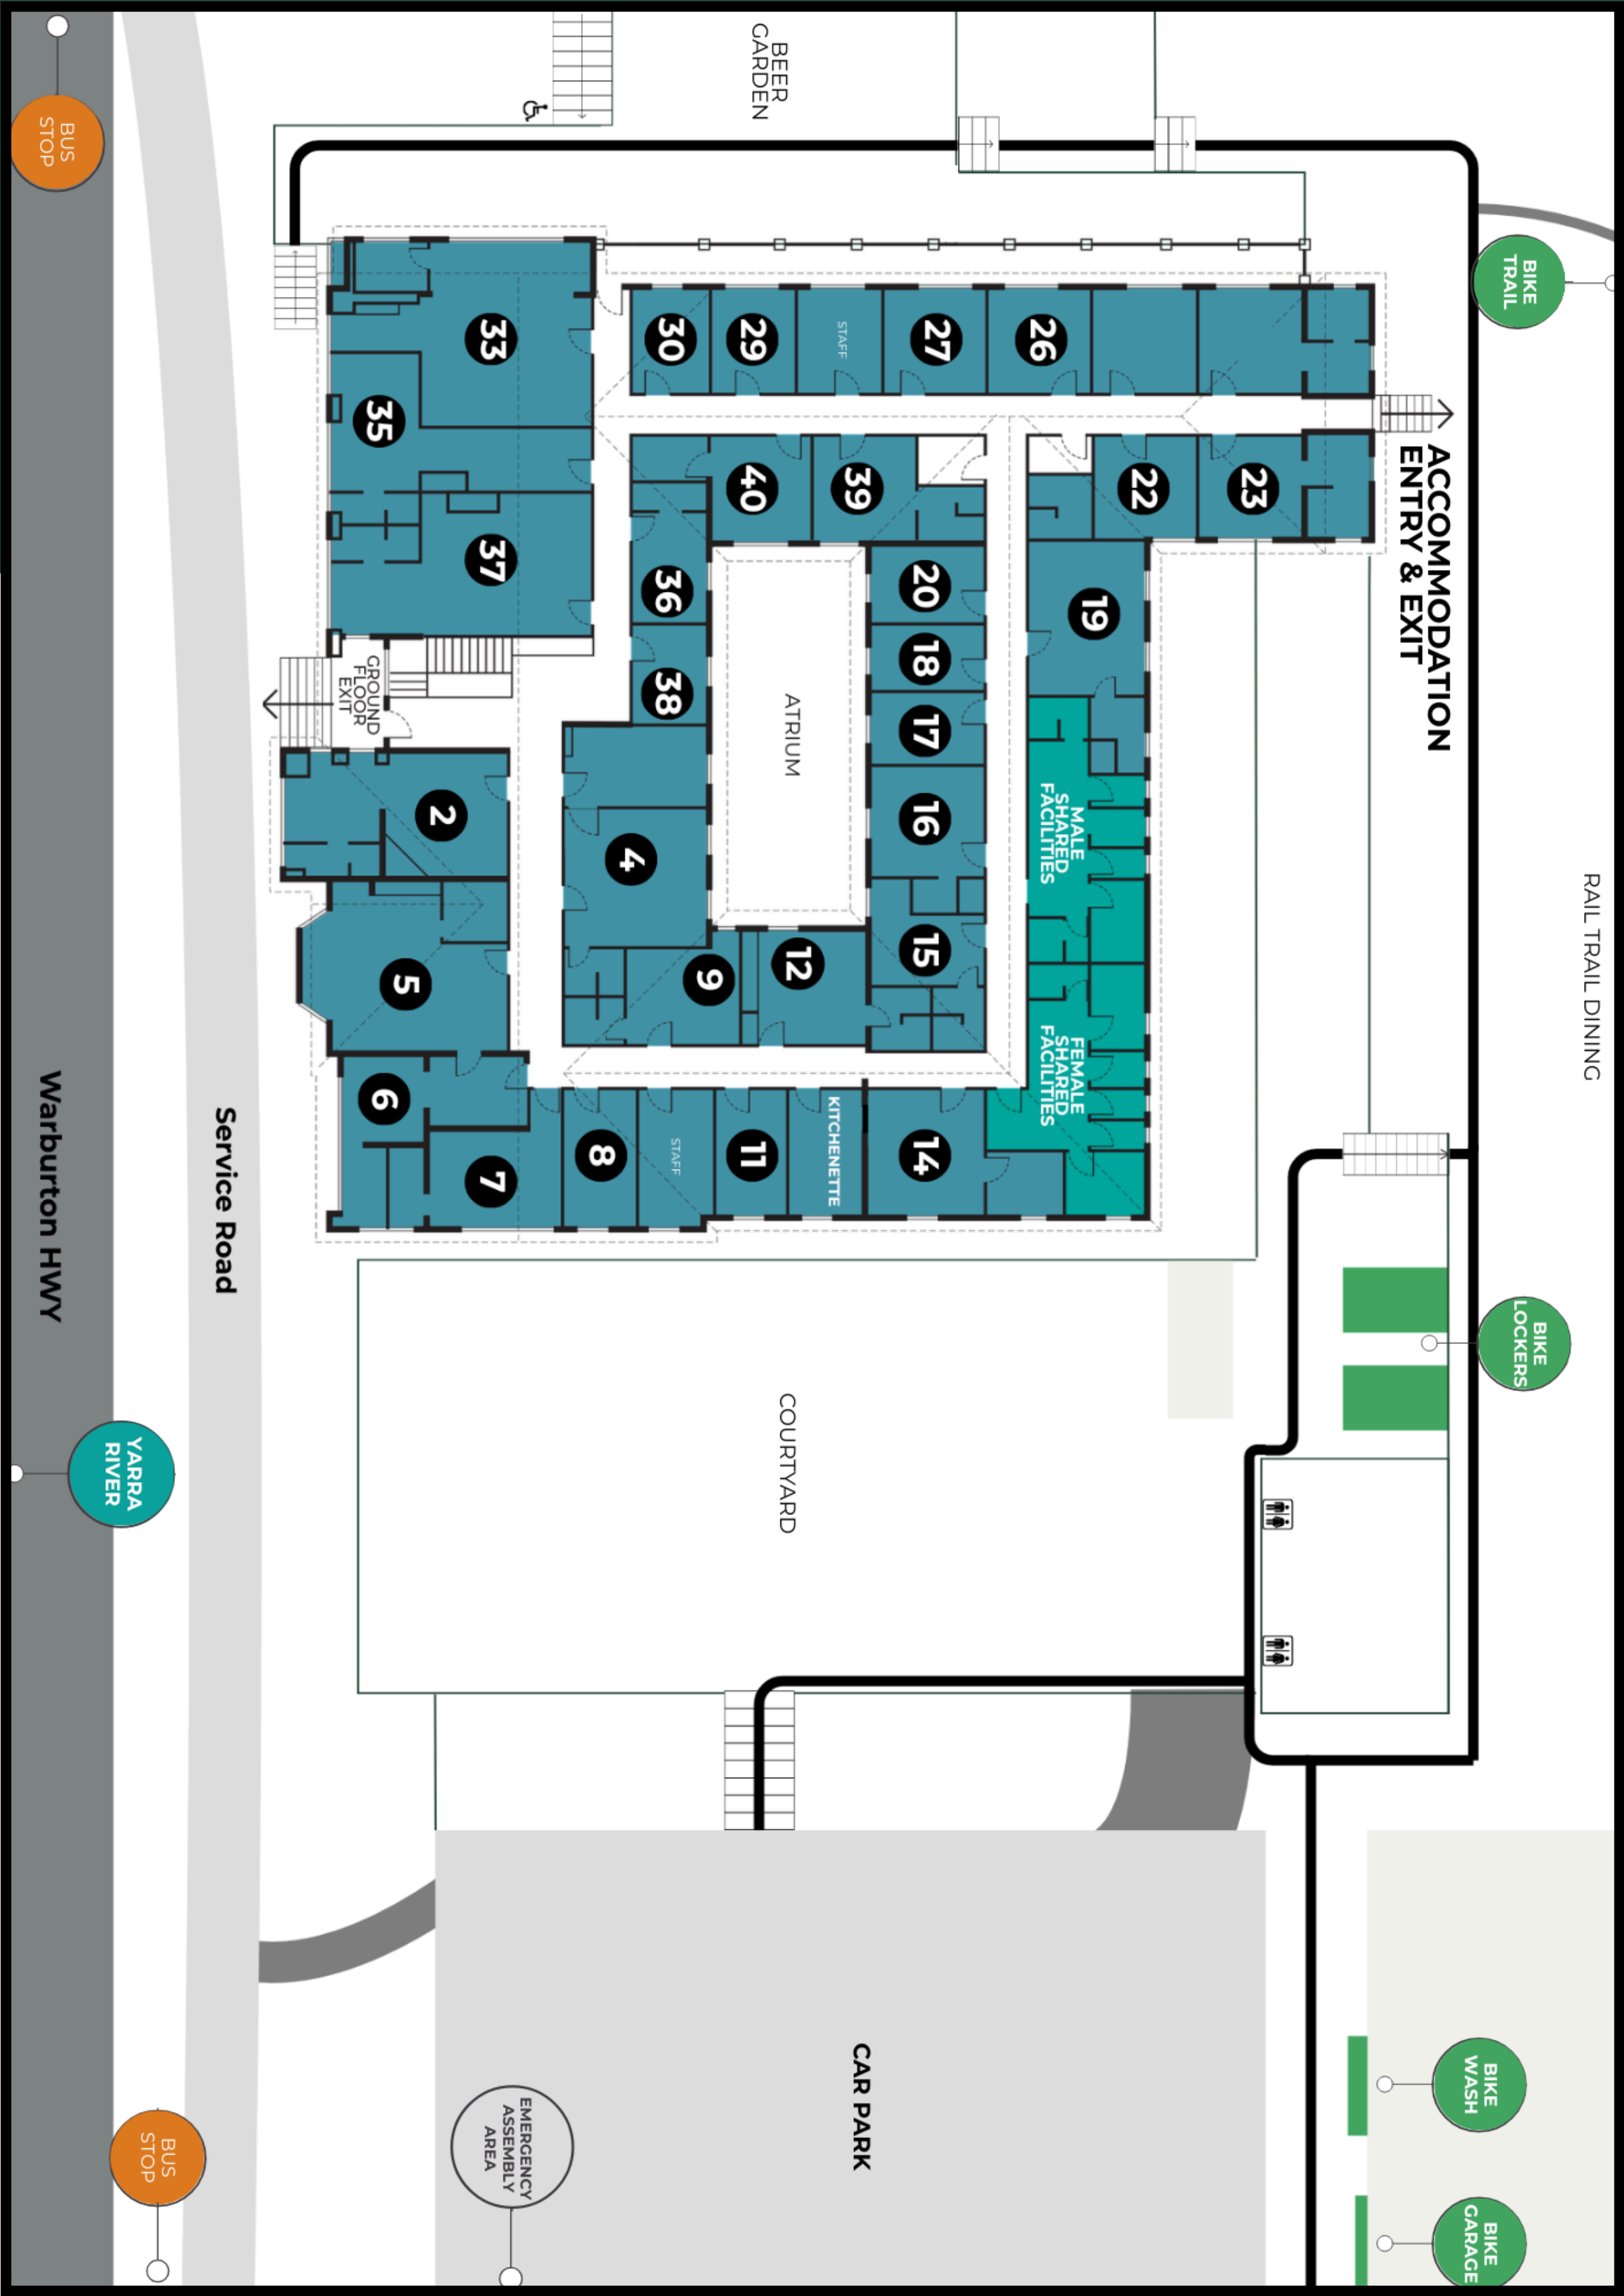 RAIL TRAIL DINING
BIKE
TRAIL
BIKE
LOCKERS
BIKE
WASH
BIKE
GARAGE
ACCOMMODATION
ENTRY & EXIT
23
22
19
MALE
SHARED
FACILITIES
FEMALE
SHARED
FACILITIES
26
27
STAFF
29
30
39
40
20
18
17
16
15
14
ATRIUM
12
9
KITCHENETTE
11
STAFF
8
36
38
4
BEER
GARDEN
COURTYARD
CAR PARK
33
35
37
GROUND
FLOOR
EXIT
2
5
7
6
EMERGENCY
ASSEMBLY
AREA
Service Road
BUS
STOP
YARRA
RIVER
BUS
STOP
Warburton HWY